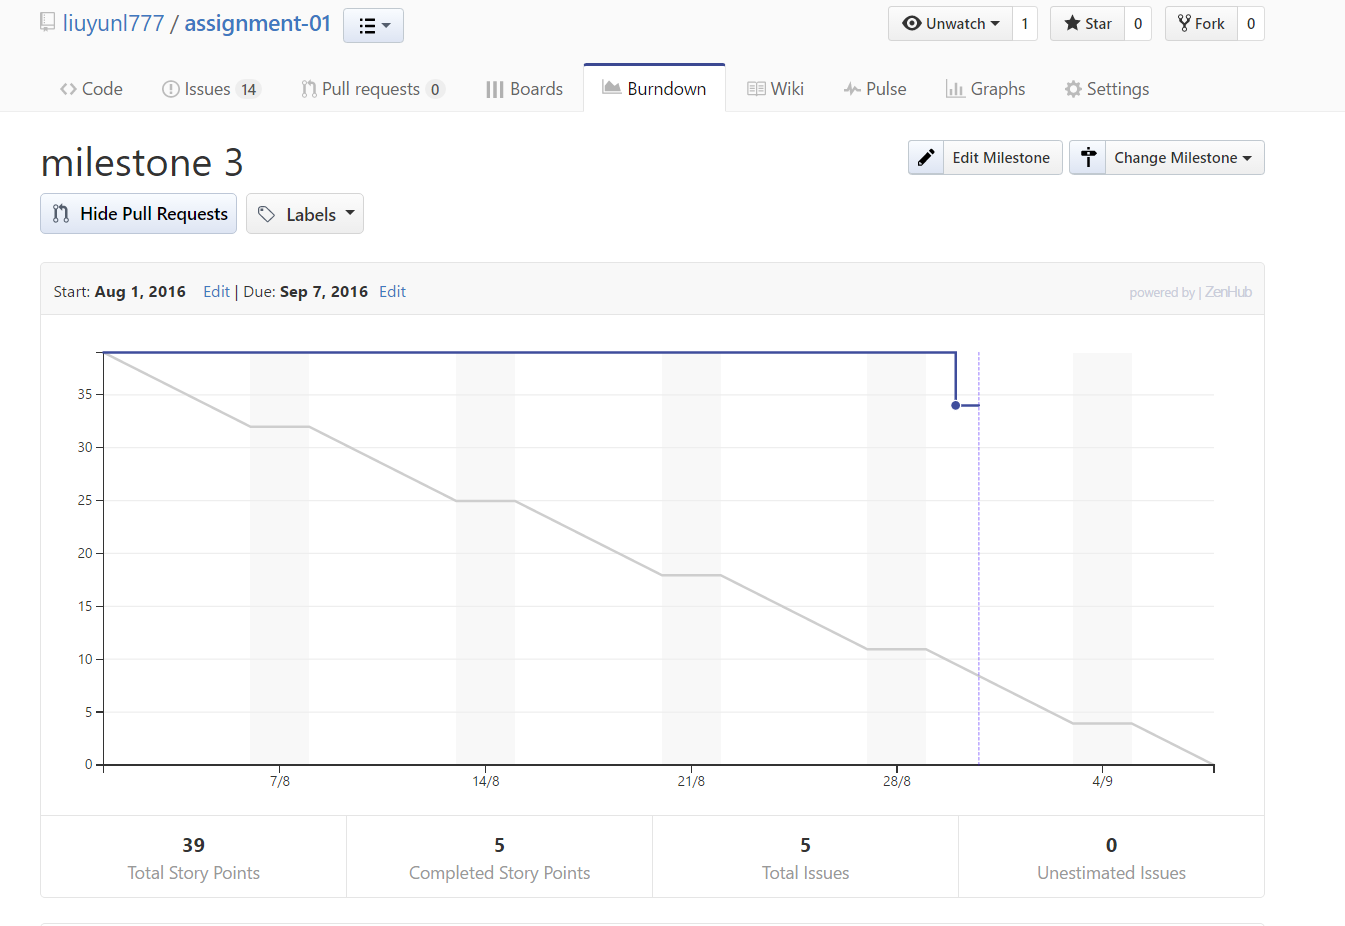 liuyunl777 / assignment-01
Unwatch 1 Star 0 Fork 0
Code Issues 14 Pull requests 0 Boards Burndown Wiki Pulse Graphs Settings
milestone 3
Edit Milestone Change Milestone
Hide Pull Requests Labels
Start: Aug 1, 2016 Edit | Due: Sep 7, 2016 Edit powered by | ZenHub
35
30
25
20
15
10
5
0
7/8 14/8 21/8 28/8 4/9
39 5 5 0
Total Story Points Completed Story Points Total Issues Unestimated Issues